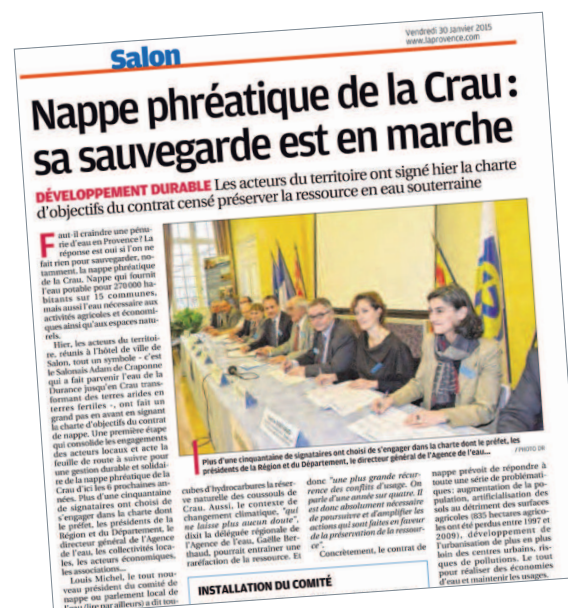 Vendredi 30 Janvier 2015
www.laprovence.com
Salon
Nappe phréatique de la Crau :
sa sauvegarde est en marche
DÉVELOPPEMENT DURABLE Les acteurs du territoire ont signé hier la charte
d'objectifs du contrat censé préserver la ressource en eau souterraine
Faut-il craindre une pénu-
rie d'eau en Provence ? La
réponse est oui si l'on ne
fait rien pour sauvegarder, no-
tamment, la nappe phréatique
de la Crau. Nappe qui fournit
l'eau potable pour 270 000 ha-
bitants sur 15 communes,
mais aussi l'eau nécessaire aux
activités agricoles et économi-
ques ainsi qu'aux espaces natu-
rels.
Hier, les acteurs du territoi-
re, réunis à l'hôtel de ville de
Salon, tout un symbole - c'est
le Salonais Adam de Craponne
qui a fait parvenir l'eau de la
Durance jusqu'en Crau trans-
formant des terres arides en
terres fertiles -, ont fait un
grand pas en avant en signant
la charte d'objectifs du contrat
de nappe. Une première étape
qui consolide les engagements
des acteurs locaux et acte la
feuille de route à suivre pour
une gestion durable et solidai-
re de la nappe phréatique de la
Crau d'ici les 6 prochaines an-
nées. Plus d'une cinquantaine
de signataires ont choisi de
s'engager dans la charte dont
le préfet, les présidents de la
Région et du Département, le
directeur général de l'Agence
de l'eau, les collectivités loca-
les, les acteurs économiques,
les associations...
Louis Michel, le tout nou-
veau président du comité de
nappe ou parlement local de
l'eau (lire par ailleurs) a dit tou-
Plus d'une cinquantaine de signataires ont choisi de s'engager dans la charte dont le préfet, les
présidents de la Région et du Département, le directeur général de l'Agence de l'eau...
/ PHOTO DR
cubes d'hydrocarbures la réser-
ve naturelle des coussouls de
Crau. Aussi, le contexte de
changement climatique, "qui
ne laisse plus aucun doute",
dixit la déléguée régionale de
l'Agence de l'eau, Gaëlle Ber-
thaud, pourrait entraîner une
raréfaction de la ressource. Et
donc "une plus grande récur-
rence des conflits d'usage. On
parle d'une année sur quatre. Il
est donc absolument nécessaire
de poursuivre et d'amplifier les
actions qui sont faites en faveur
de la préservation de la ressour-
ce".
Concrètement, le contrat de
nappe prévoit de répondre à
toute une série de problémati-
ques : augmentation de la po-
pulation, artificialisation des
sols au détriment des surfaces
agricoles (835 hectares agrico-
les ont été perdus entre 1997 et
2009), développement de
l'urbanisation de plus en plus
loin des centres urbains, ris-
ques de pollutions. Le tout
pour réaliser des économies
d'eau et maintenir les usages.
INSTALLATION DU COMITÉ